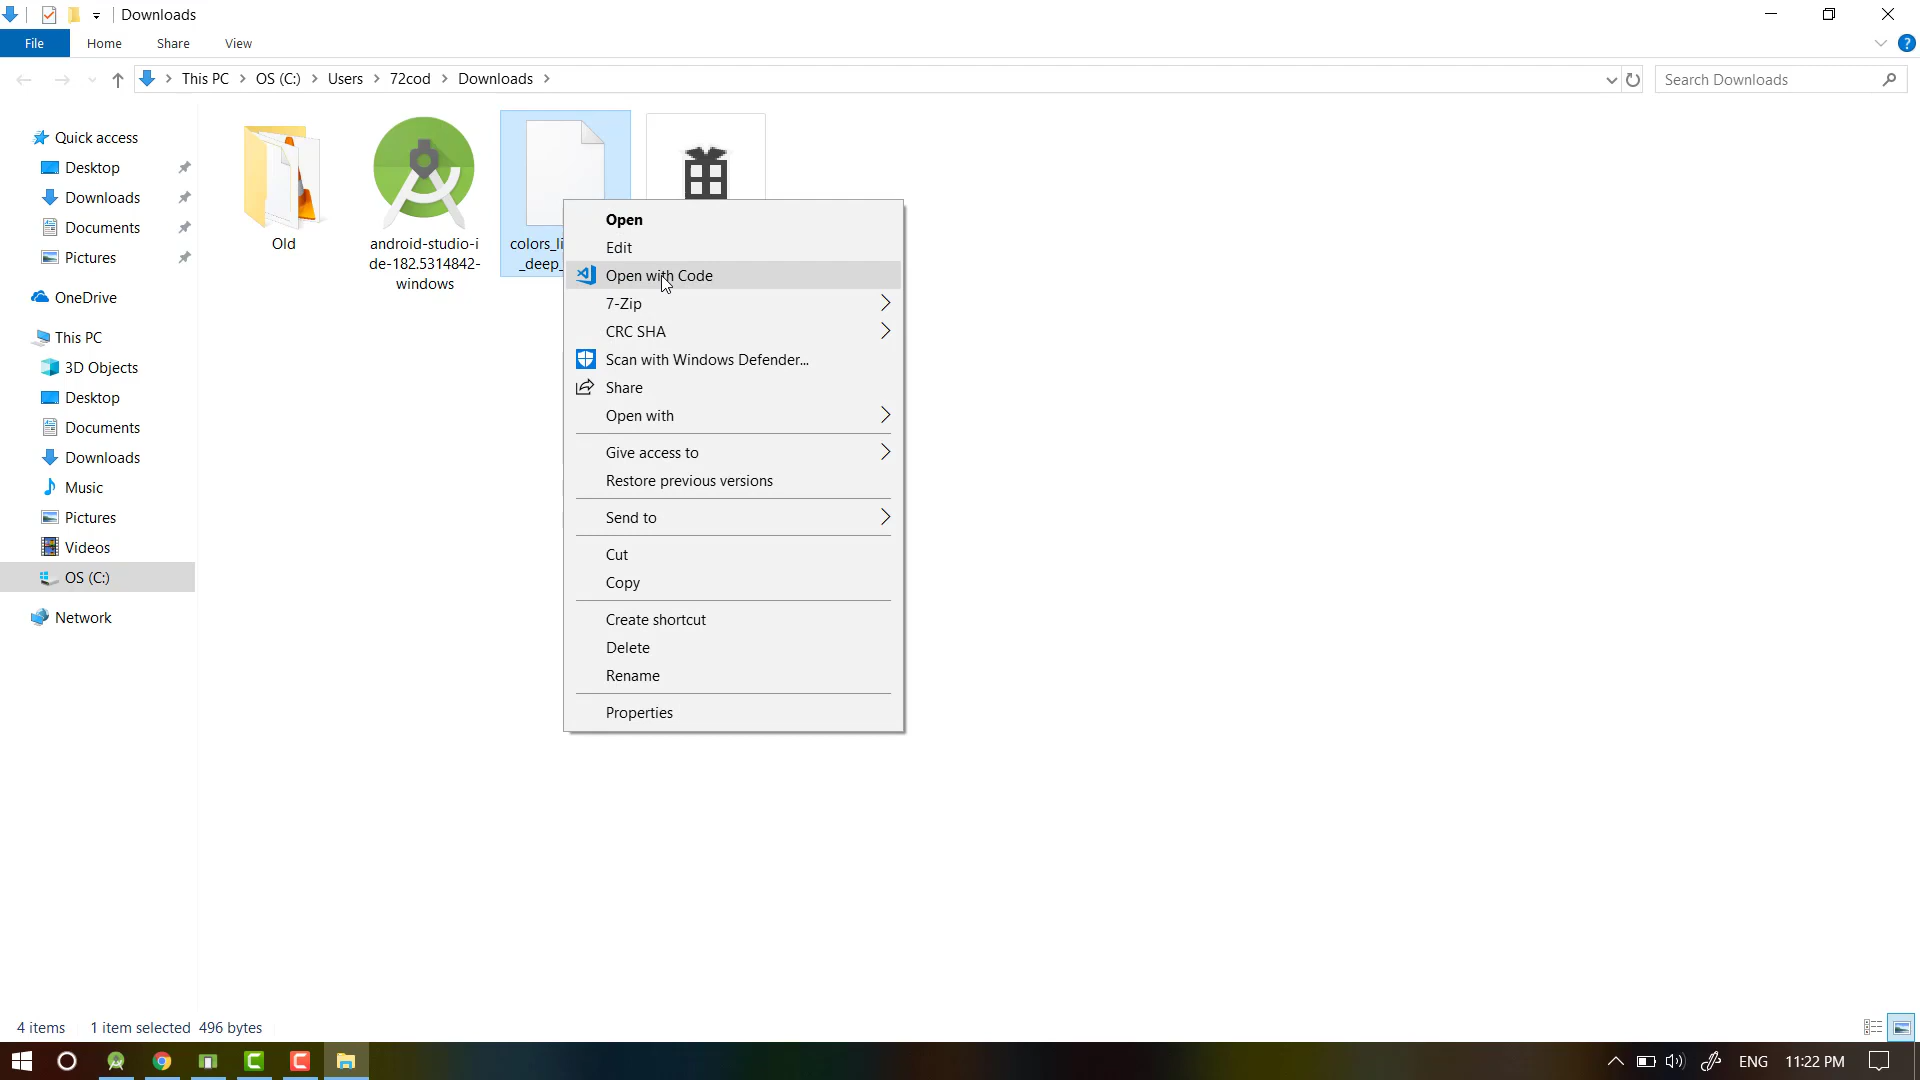 Downloads
File
Home
Share
View
This PC
OS (C:)
Users
72cod
Downloads
Search Downloads
Quick access
Desktop
Downloads
Documents
Pictures
OneDrive
This PC
3D Objects
Desktop
Documents
Downloads
Music
Pictures
Videos
OS (C:)
Network
Old
android-studio-i
de-182.5314842-
windows
colors_li
_deep_
Open
Edit
Open with Code
7-Zip
CRC SHA
Scan with Windows Defender...
Share
Open with
Give access to
Restore previous versions
Send to
Cut
Copy
Create shortcut
Delete
Rename
Properties
4 items 1 item selected 496 bytes
ENG
11:22 PM